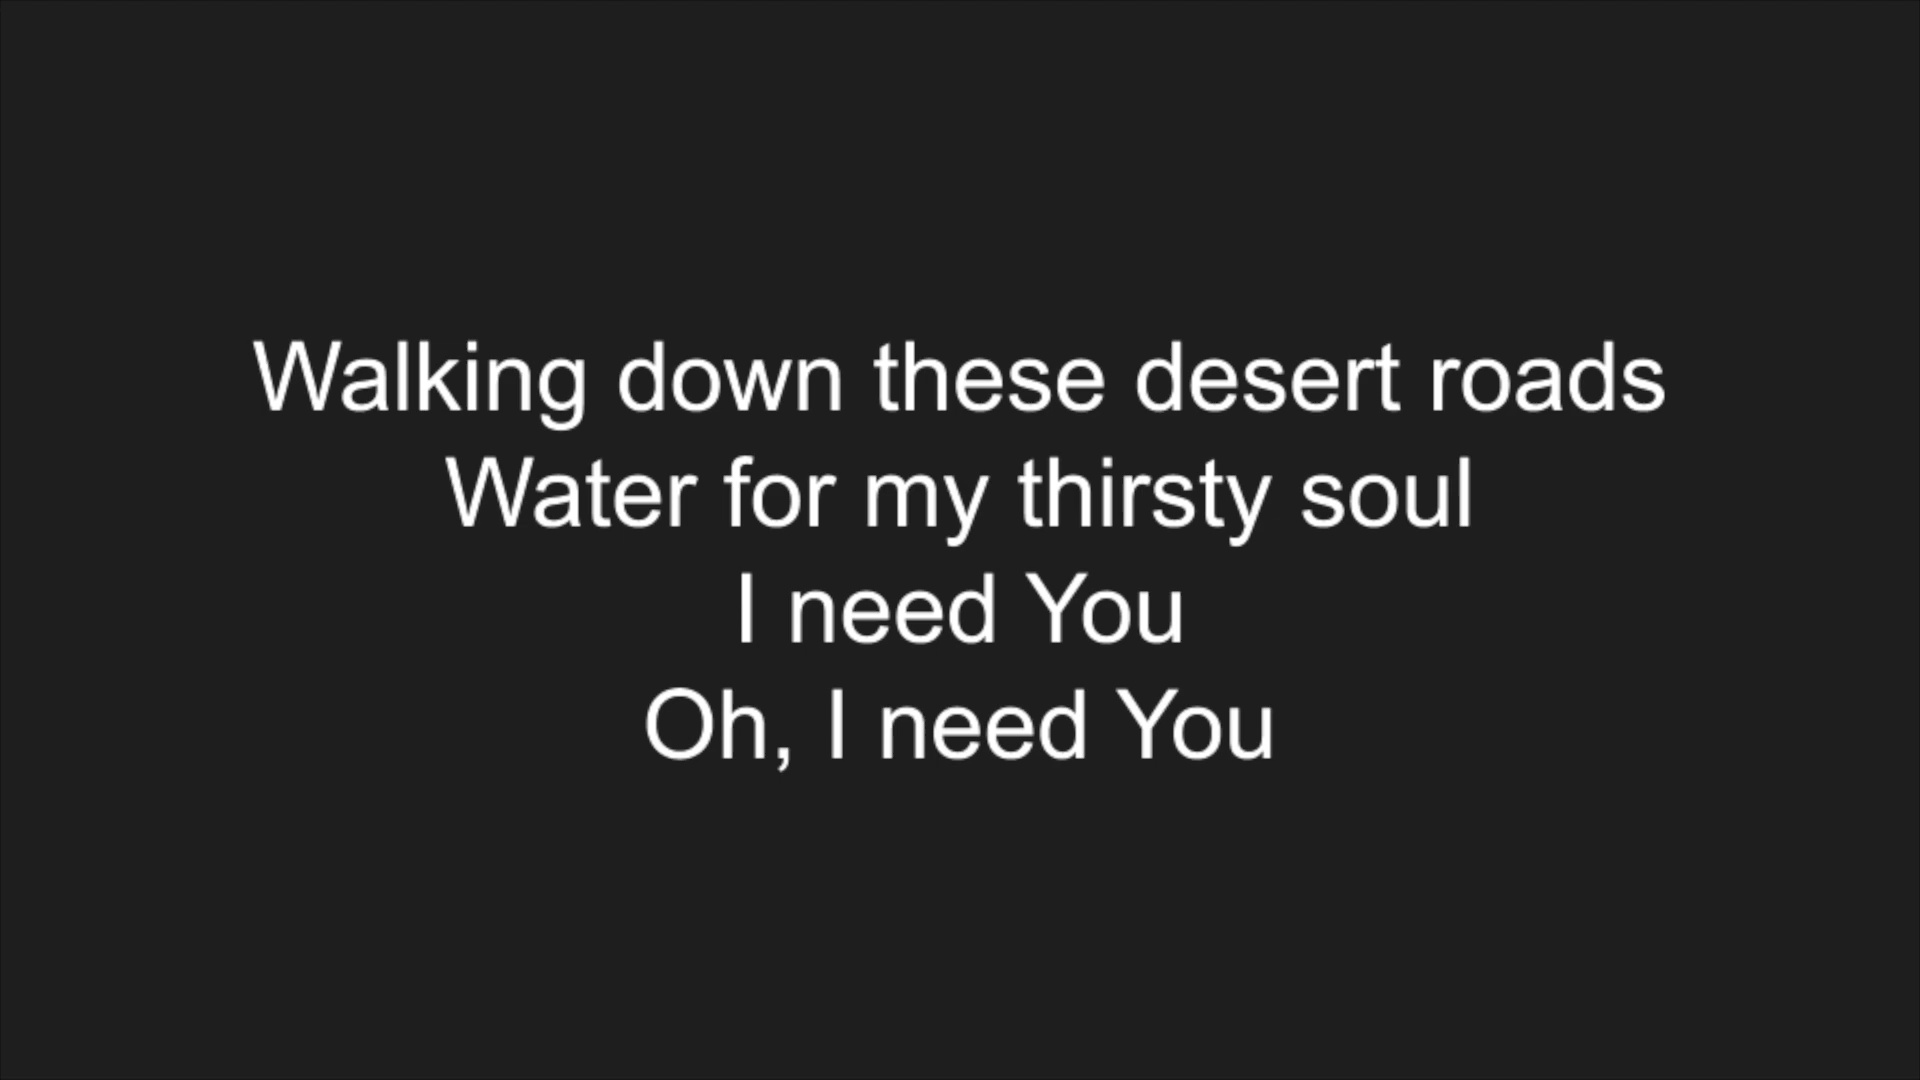 Walking down these desert roads
Water for my thirsty soul
I need You
Oh, I need You